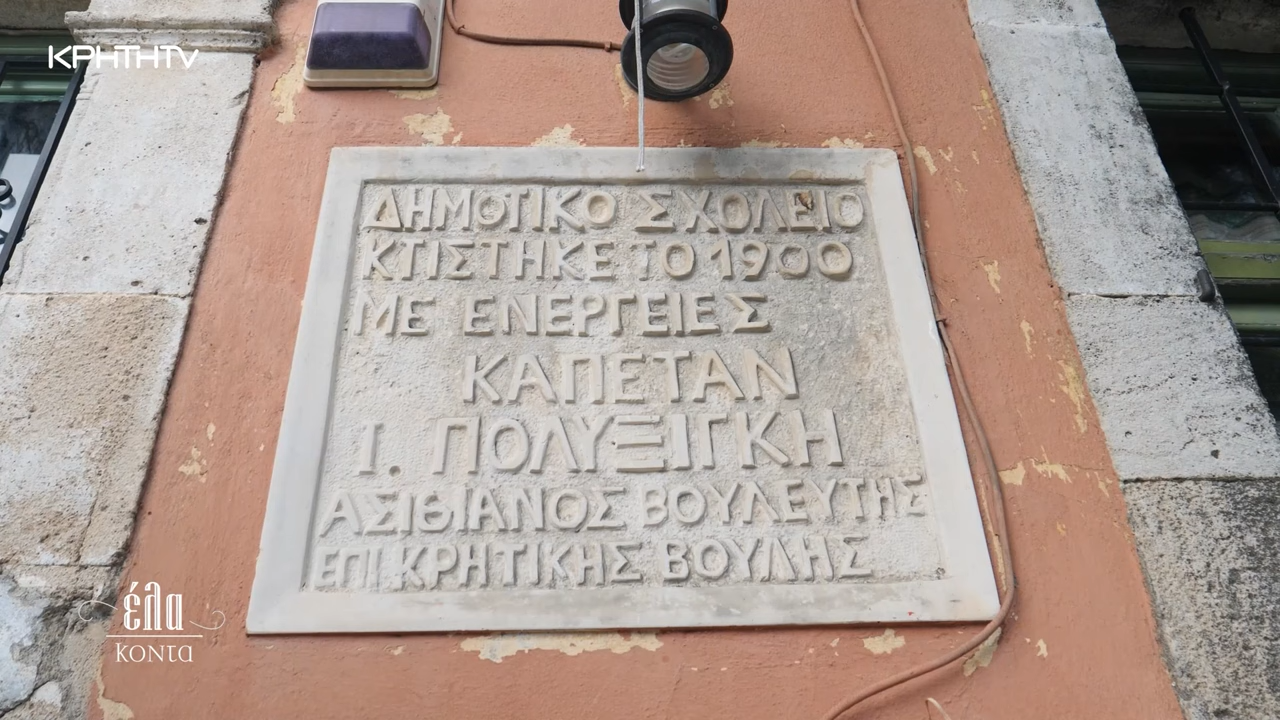 ΚΡΗΤΗTV
ΔΗΜΟΤΙΚΟ ΣΧΟΛΕΙΟ
ΚΤΙΣΤΗΚΕ ΤΟ 1900
ΜΕ ΕΝΕΡΓΕΙΕΣ
ΚΑΠΕΤΑΝ
Ι. ΠΟΛΥΞΙΓΚΗ
ΑΣΙΘΙΑΝΟΣ ΒΟΥΛΕΥΤΗΣ
ΕΠΙ ΚΡΗΤΙΚΗΣ ΒΟΥΛΗΣ
έλα
κοντα